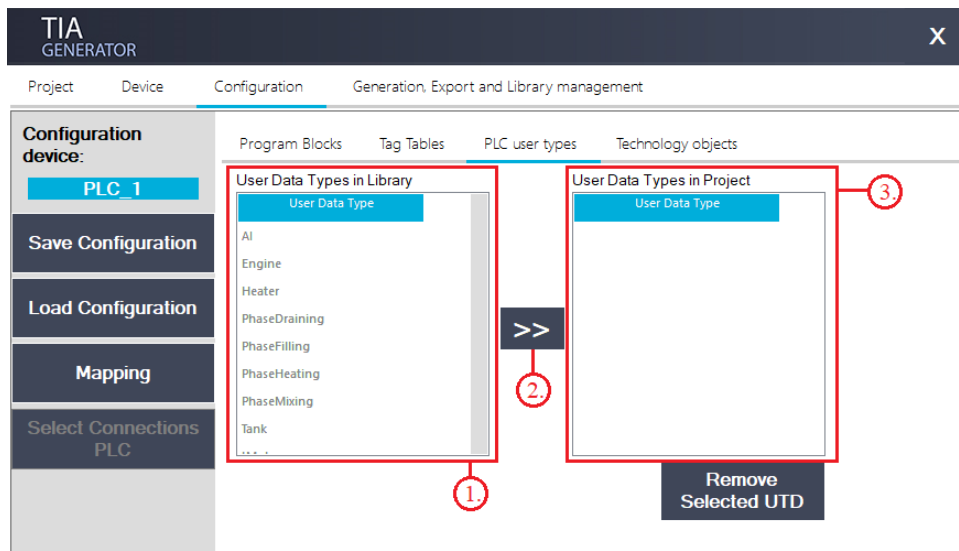 TIA
GENERATOR
X
Project Device Configuration Generation, Export and Library management
Configuration
device:
PLC_1
Save Configuration
Load Configuration
Mapping
Select Connections
PLC
Program Blocks Tag Tables PLC user types Technology objects
User Data Types in Library
User Data Type
AI
Engine
Heater
PhaseDraining
PhaseFilling
PhaseHeating
PhaseMixing
Tank
1.
>>
2.
User Data Types in Project
User Data Type
3.
Remove
Selected UTD